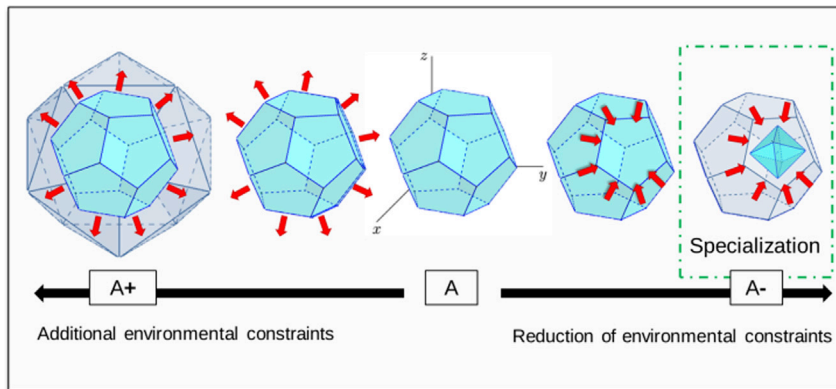 z
y
x
Specialization
A+
A
A-
Additional environmental constraints
Reduction of environmental constraints